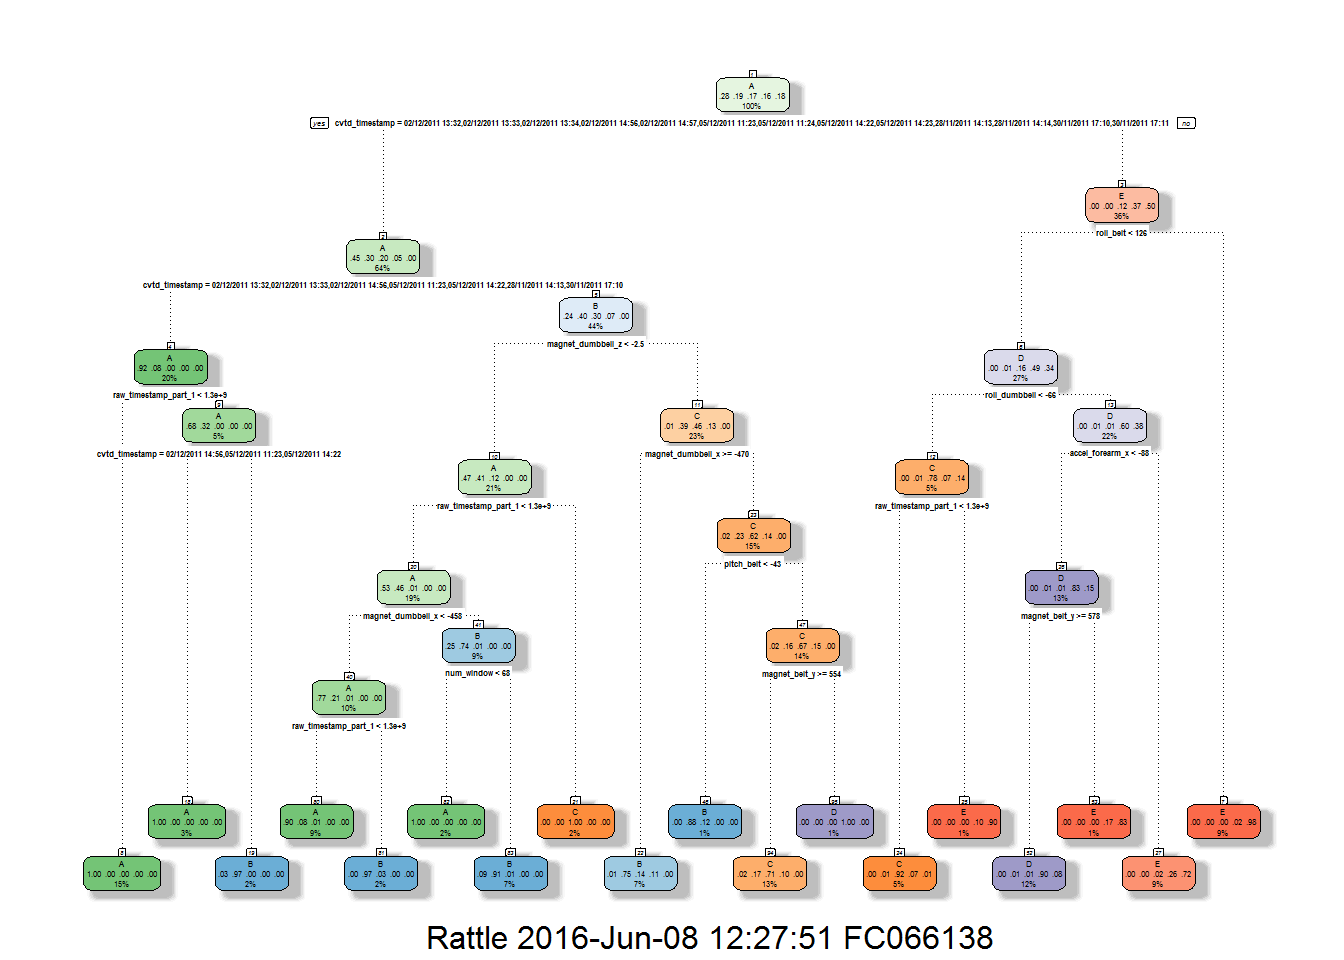 1
A
.28 .19 .17 .16 .18
100%
yes cvtd_timestamp = 02/12/2011 13:32,02/12/2011 13:33,02/12/2011 13:34,02/12/2011 14:56,02/12/2011 14:57,05/12/2011 11:23,05/12/2011 11:24,05/12/2011 14:22,05/12/2011 14:23,28/11/2011 14:13,28/11/2011 14:14,30/11/2011 17:10,30/11/2011 17:11 no
3
E
.00 .00 .12 .37 .50
36%
roll_belt < 126
2
A
.45 .30 .20 .05 .00
64%
cvtd_timestamp = 02/12/2011 13:32,02/12/2011 13:33,02/12/2011 14:56,05/12/2011 11:23,05/12/2011 14:22,28/11/2011 14:13,30/11/2011 17:10
5
B
.24 .40 .30 .07 .00
44%
magnet_dumbbell_z < -2.5
4
A
.92 .08 .00 .00 .00
20%
raw_timestamp_part_1 < 1.3e+9
6
D
.00 .01 .16 .49 .34
27%
roll_dumbbell < -66
9
A
.68 .32 .00 .00 .00
5%
cvtd_timestamp = 02/12/2011 14:56,05/12/2011 11:23,05/12/2011 14:22
11
C
.01 .39 .46 .13 .00
23%
magnet_dumbbell_x >= -470
13
D
.00 .01 .01 .60 .38
22%
accel_forearm_x < -88
10
A
.47 .41 .12 .00 .00
21%
raw_timestamp_part_1 < 1.3e+9
12
C
.00 .01 .78 .07 .14
5%
raw_timestamp_part_1 < 1.3e+9
23
C
.02 .23 .62 .14 .00
15%
pitch_belt < -43
20
A
.53 .46 .01 .00 .00
19%
magnet_dumbbell_x < -458
26
D
.00 .01 .01 .83 .15
13%
magnet_belt_y >= 578
41
B
.25 .74 .01 .00 .00
9%
num_window < 68
47
C
.02 .16 .67 .15 .00
14%
magnet_belt_y >= 554
40
A
.77 .21 .01 .00 .00
10%
raw_timestamp_part_1 < 1.3e+9
18
A
1.00 .00 .00 .00 .00
3%
80
A
.90 .08 .01 .00 .00
9%
82
A
1.00 .00 .00 .00 .00
2%
21
C
.00 .00 1.00 .00 .00
2%
46
B
.00 .88 .12 .00 .00
1%
95
D
.00 .00 .00 1.00 .00
1%
25
E
.00 .00 .00 .10 .90
1%
53
E
.00 .00 .00 .17 .83
1%
7
E
.00 .00 .00 .02 .98
9%
8
A
1.00 .00 .00 .00 .00
15%
19
B
.03 .97 .00 .00 .00
2%
81
B
.00 .97 .03 .00 .00
2%
83
B
.09 .91 .01 .00 .00
7%
22
B
.01 .75 .14 .11 .00
7%
94
C
.02 .17 .71 .10 .00
13%
24
C
.00 .01 .92 .07 .01
5%
52
D
.00 .01 .01 .90 .08
12%
27
E
.00 .00 .02 .26 .72
9%
Rattle 2016-Jun-08 12:27:51 FC066138